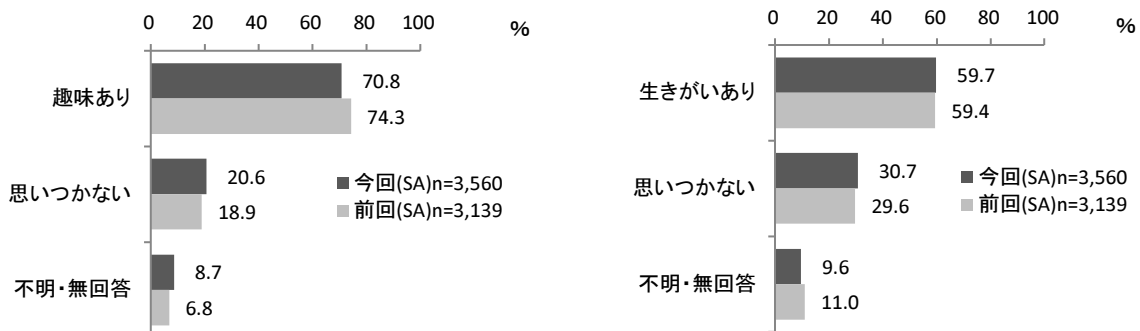 0 20 40 60 80 100 %
趣味あり
70.8
74.3
思いつかない
20.6
18.9
不明・無回答
8.7
6.8
今回(SA)n=3,560
前回(SA)n=3,139
0 20 40 60 80 100 %
生きがいあり
59.7
59.4
思いつかない
30.7
29.6
不明・無回答
9.6
11.0
今回(SA)n=3,560
前回(SA)n=3,139